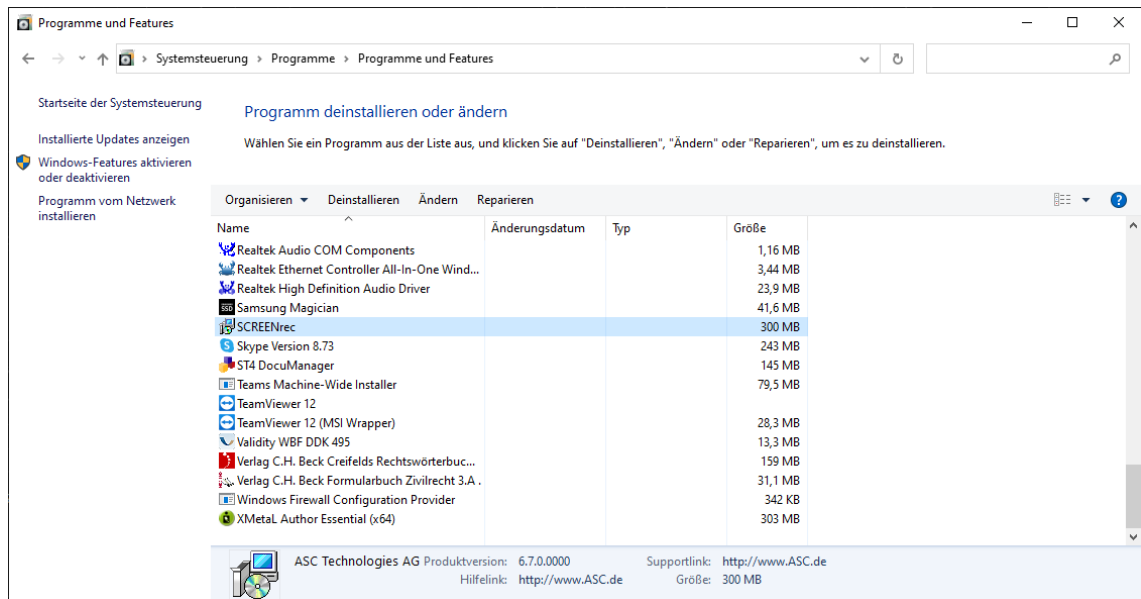 Programme und Features
Systemsteuerung > Programme > Programme und Features
Startseite der Systemsteuerung
Installierte Updates anzeigen
Windows-Features aktivieren
oder deaktivieren
Programm vom Netzwerk
installieren
Programm deinstallieren oder ändern
Wählen Sie ein Programm aus der Liste aus, und klicken Sie auf "Deinstallieren", "Ändern" oder "Reparieren", um es zu deinstallieren.
Organisieren Deinstallieren Ändern Reparieren
Name Änderungsdatum Typ Größe
Realtek Audio COM Components 1,16 MB
Realtek Ethernet Controller All-In-One Wind... 3,44 MB
Realtek High Definition Audio Driver 23,9 MB
SSD Samsung Magician 41,6 MB
SCREENrec 300 MB
Skype Version 8.73 243 MB
ST4 DocuManager 145 MB
Teams Machine-Wide Installer 79,5 MB
TeamViewer 12
TeamViewer 12 (MSI Wrapper) 28,3 MB
Validity WBF DDK 495 13,3 MB
Verlag C.H. Beck Creifelds Rechtswörterbuc... 159 MB
Verlag C.H. Beck Formularbuch Zivilrecht 3.A . 31,1 MB
Windows Firewall Configuration Provider 342 KB
XMetaL Author Essential (x64) 303 MB
ASC Technologies AG Produktversion: 6.7.0.0000 Supportlink: http://www.ASC.de
Hilfelink: http://www.ASC.de Größe: 300 MB